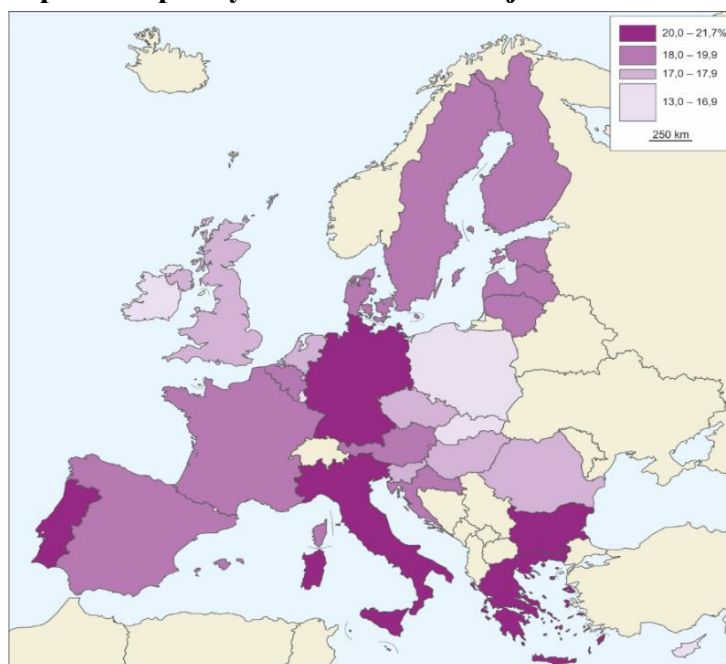 20,0 – 21,7%
18,0 – 19,9
17,0 – 17,9
13,0 – 16,9
250 km